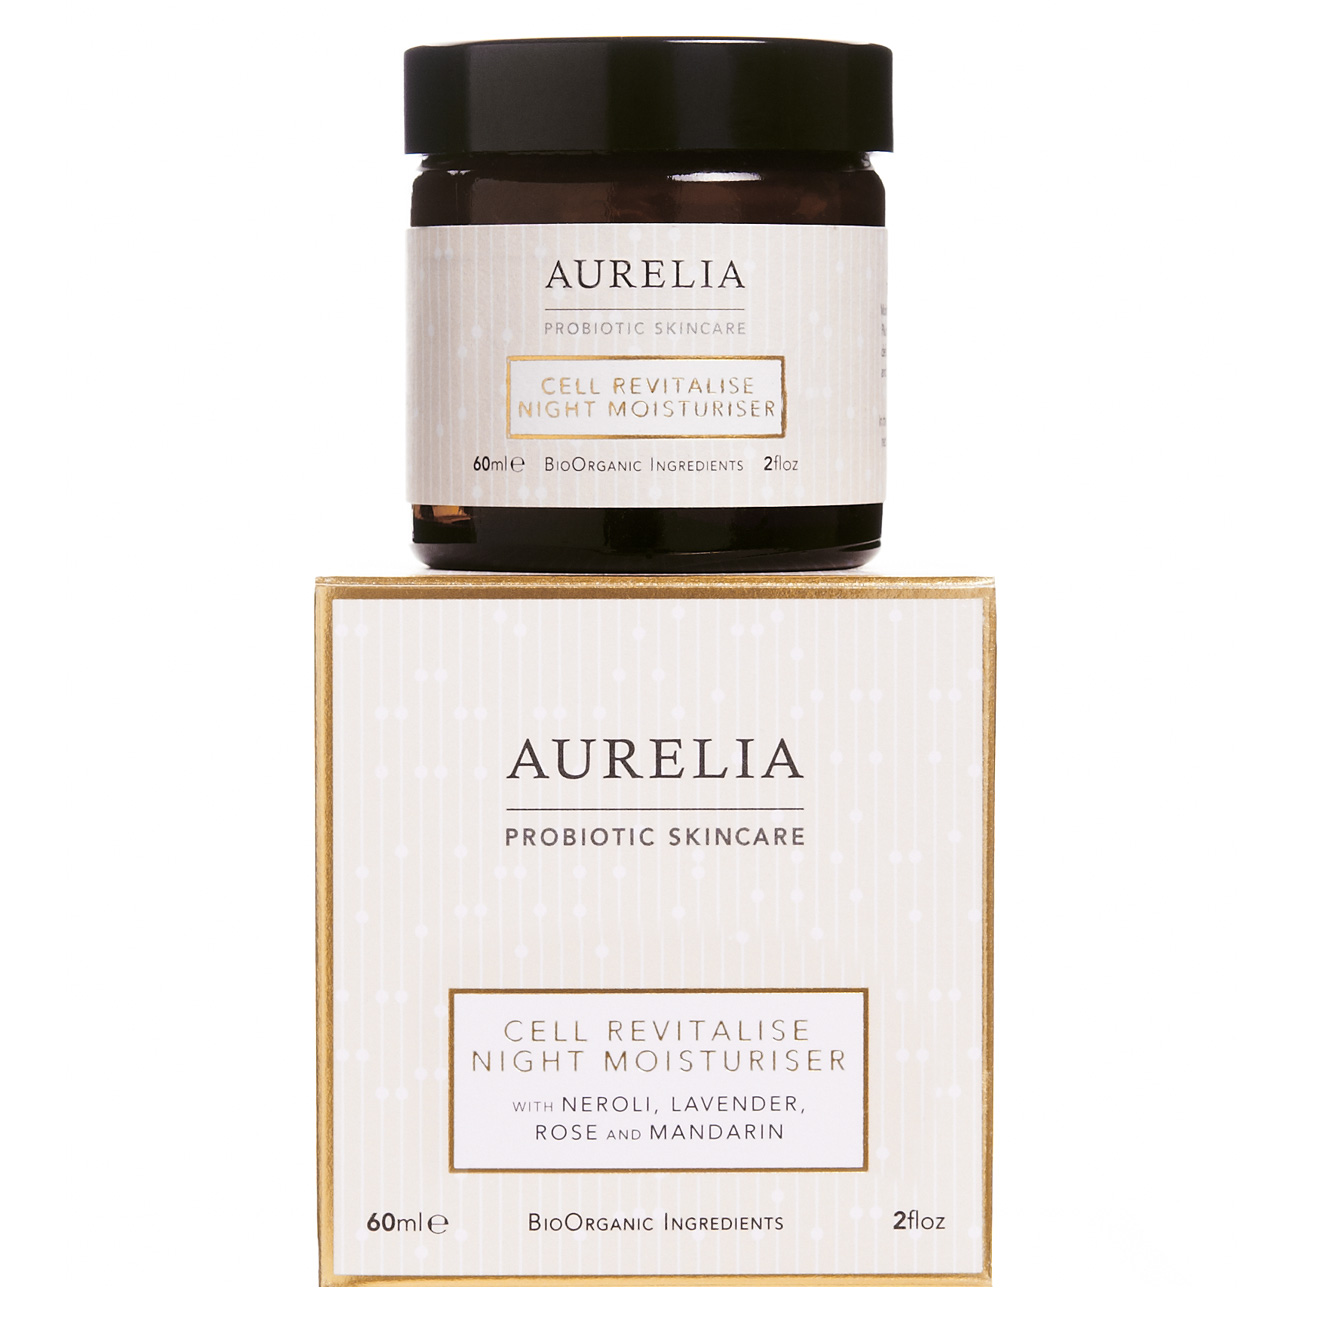 AURELIA
PROBIOTIC SKINCARE
CELL REVITALISE
NIGHT MOISTURISER
60ml℮ BIOORGANIC INGREDIENTS 2floz
AURELIA
PROBIOTIC SKINCARE
CELL REVITALISE
NIGHT MOISTURISER
WITH NEROLI, LAVENDER,
ROSE AND MANDARIN
60ml℮ BIOORGANIC INGREDIENTS 2floz